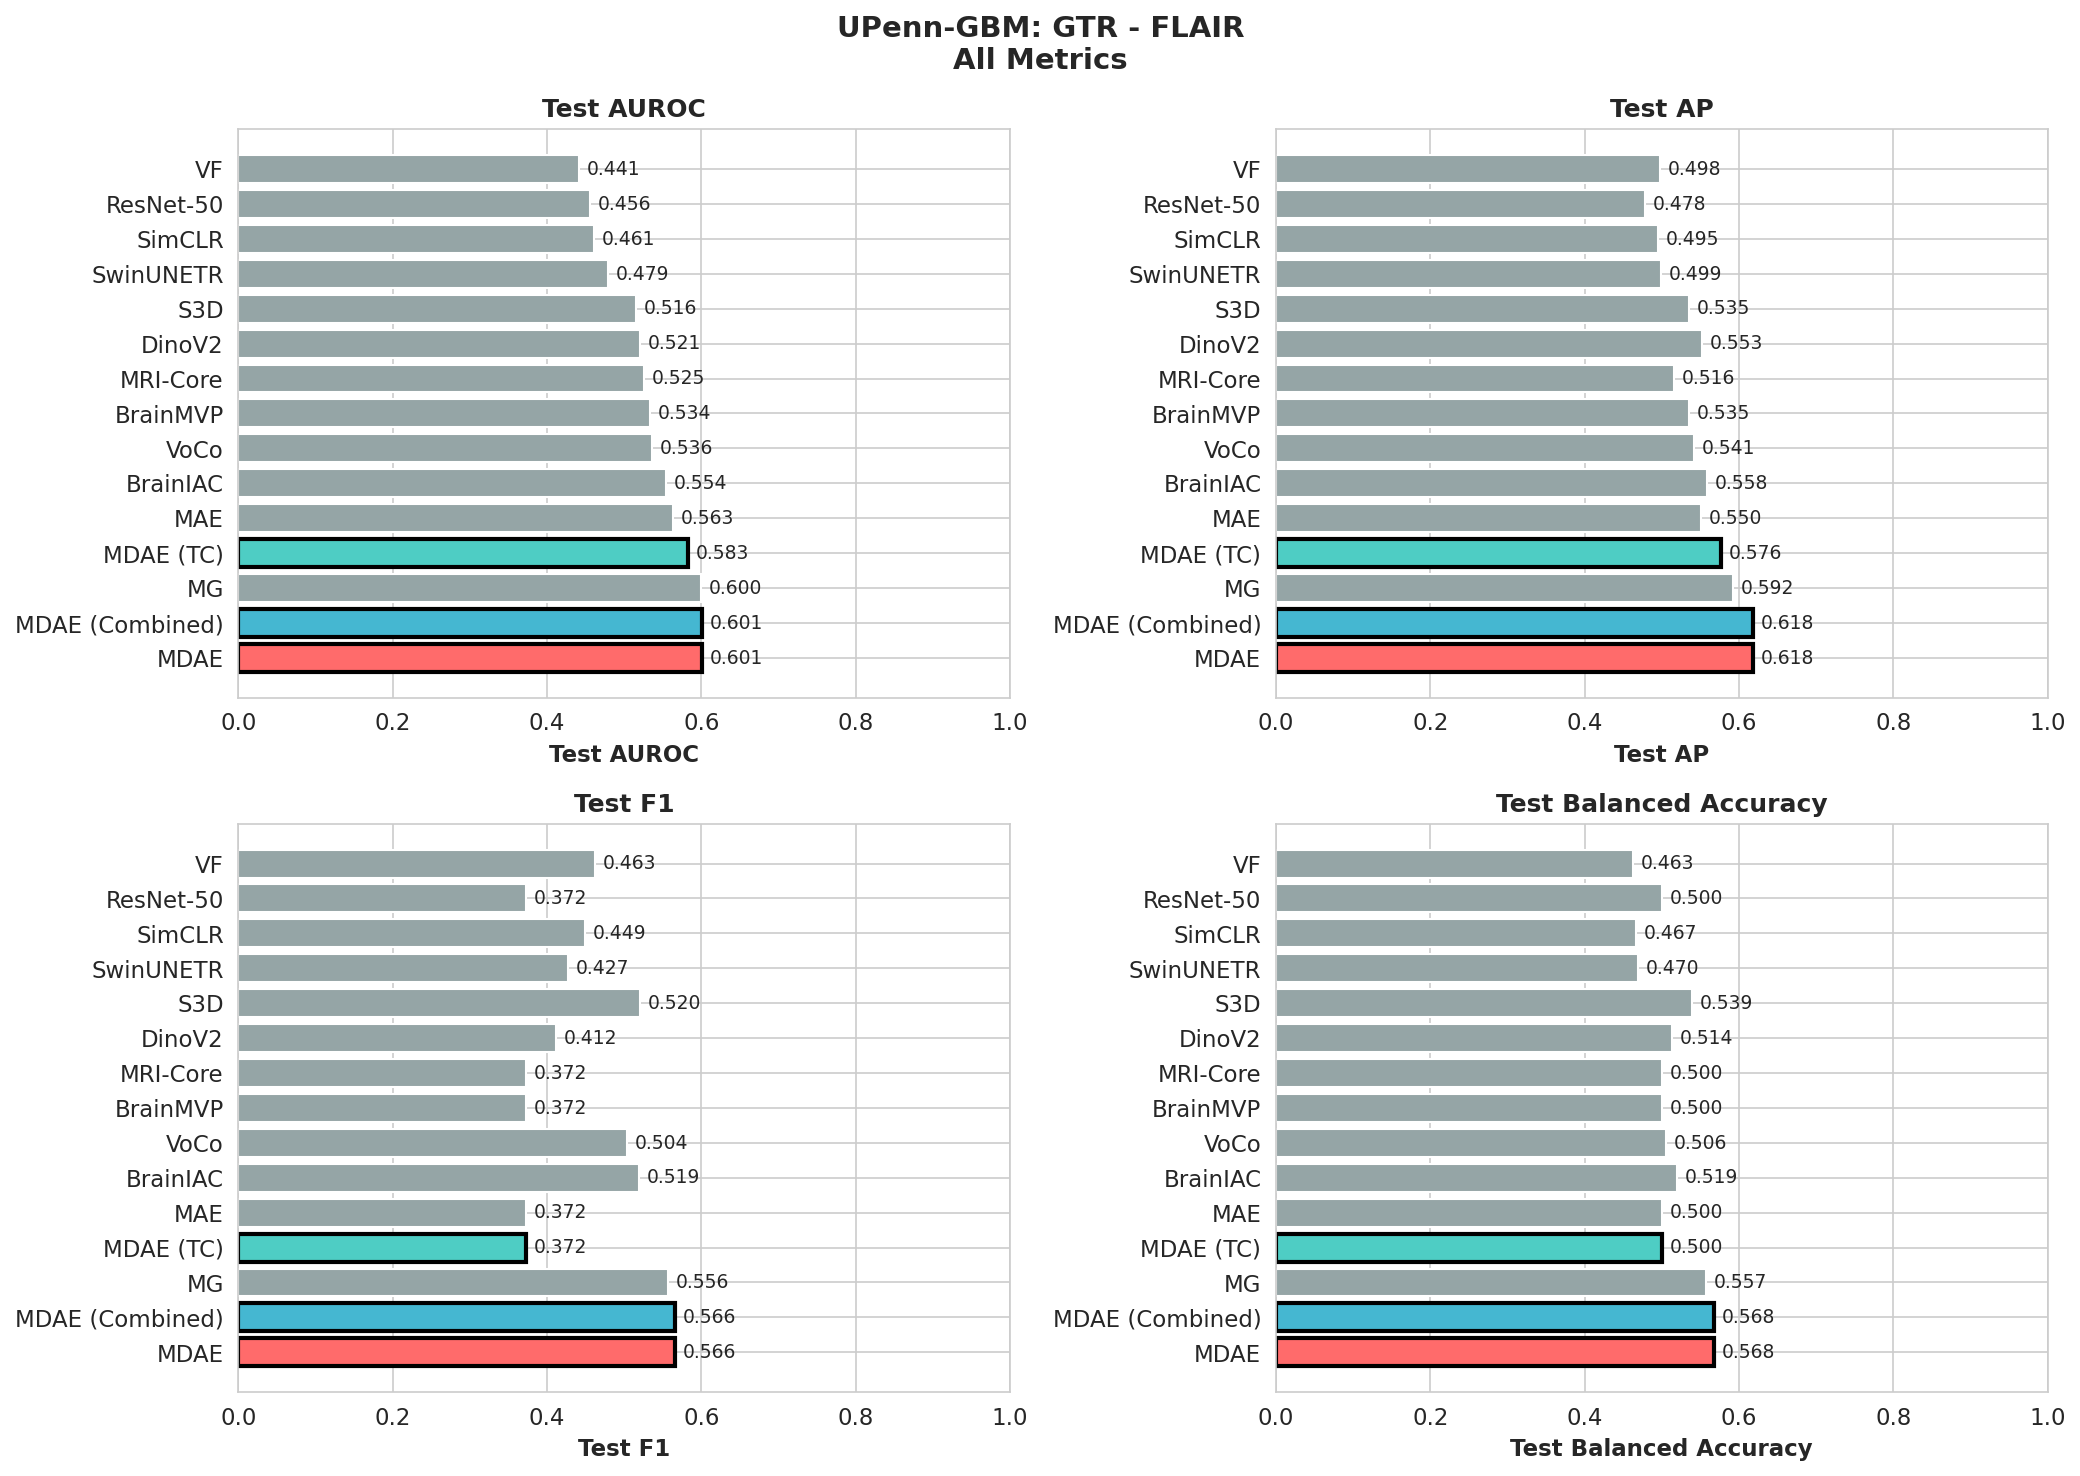 UPenn-GBM: GTR - FLAIR
All Metrics
Test AUROC
VF 0.441
ResNet-50 0.456
SimCLR 0.461
SwinUNETR 0.479
S3D 0.516
DinoV2 0.521
MRI-Core 0.525
BrainMVP 0.534
VoCo 0.536
BrainIAC 0.554
MAE 0.563
MDAE (TC) 0.583
MG 0.600
MDAE (Combined) 0.601
MDAE 0.601
0.0 0.2 0.4 0.6 0.8 1.0
Test AUROC
Test AP
VF 0.498
ResNet-50 0.478
SimCLR 0.495
SwinUNETR 0.499
S3D 0.535
DinoV2 0.553
MRI-Core 0.516
BrainMVP 0.535
VoCo 0.541
BrainIAC 0.558
MAE 0.550
MDAE (TC) 0.576
MG 0.592
MDAE (Combined) 0.618
MDAE 0.618
0.0 0.2 0.4 0.6 0.8 1.0
Test AP
Test F1
VF 0.463
ResNet-50 0.372
SimCLR 0.449
SwinUNETR 0.427
S3D 0.520
DinoV2 0.412
MRI-Core 0.372
BrainMVP 0.372
VoCo 0.504
BrainIAC 0.519
MAE 0.372
MDAE (TC) 0.372
MG 0.556
MDAE (Combined) 0.566
MDAE 0.566
0.0 0.2 0.4 0.6 0.8 1.0
Test F1
Test Balanced Accuracy
VF 0.463
ResNet-50 0.500
SimCLR 0.467
SwinUNETR 0.470
S3D 0.539
DinoV2 0.514
MRI-Core 0.500
BrainMVP 0.500
VoCo 0.506
BrainIAC 0.519
MAE 0.500
MDAE (TC) 0.500
MG 0.557
MDAE (Combined) 0.568
MDAE 0.568
0.0 0.2 0.4 0.6 0.8 1.0
Test Balanced Accuracy